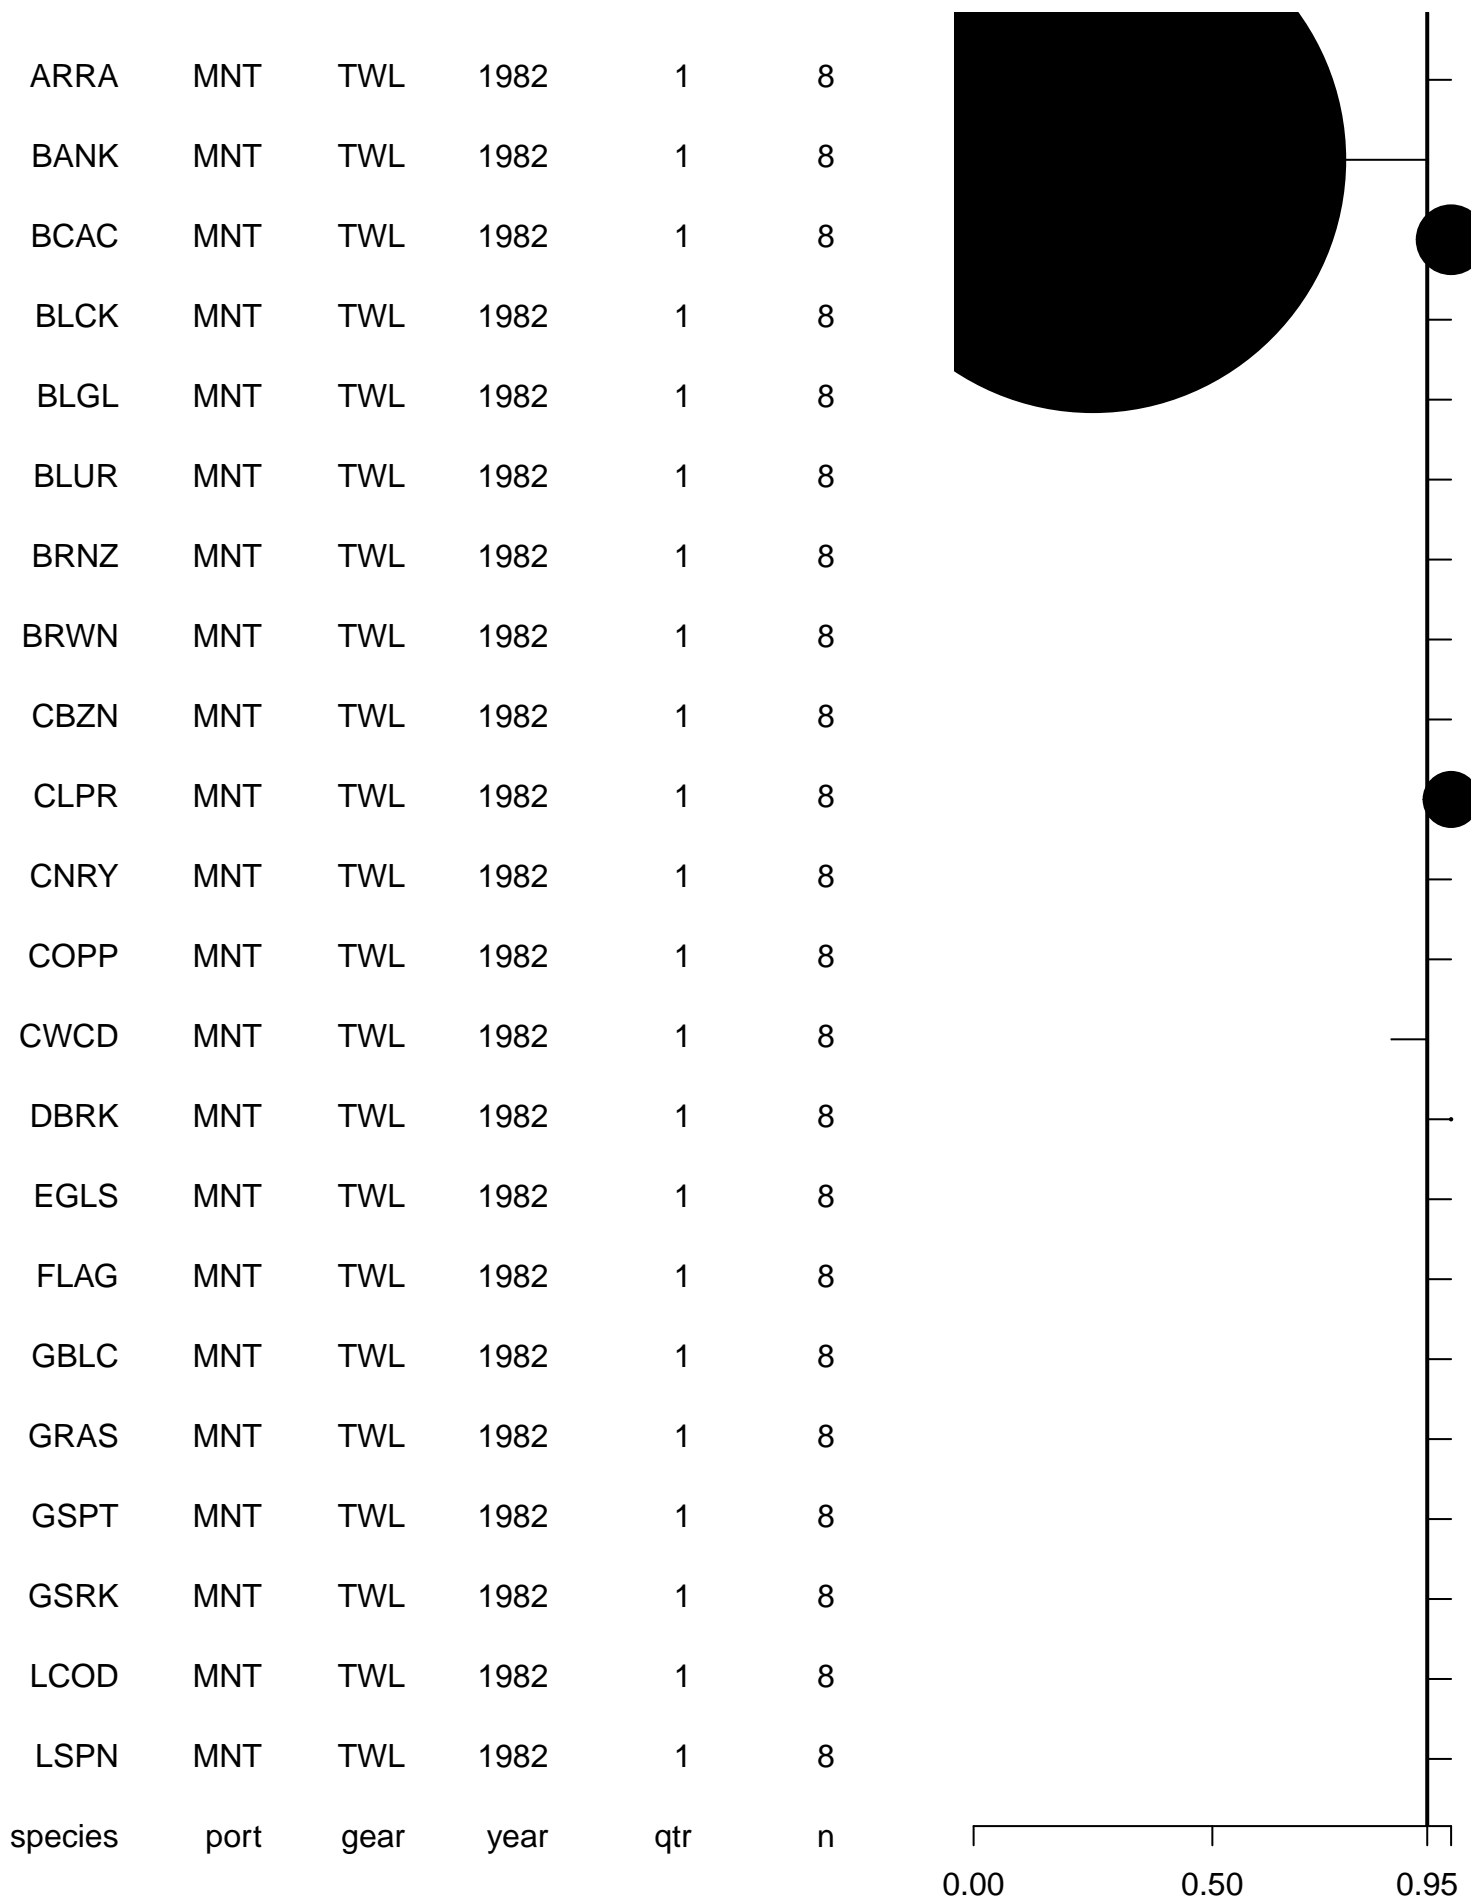 ARRA MNT TWL 1982 1 8
BANK MNT TWL 1982 1 8
BCAC MNT TWL 1982 1 8
BLCK MNT TWL 1982 1 8
BLGL MNT TWL 1982 1 8
BLUR MNT TWL 1982 1 8
BRNZ MNT TWL 1982 1 8
BRWN MNT TWL 1982 1 8
CBZN MNT TWL 1982 1 8
CLPR MNT TWL 1982 1 8
CNRY MNT TWL 1982 1 8
COPP MNT TWL 1982 1 8
CWCD MNT TWL 1982 1 8
DBRK MNT TWL 1982 1 8
EGLS MNT TWL 1982 1 8
FLAG MNT TWL 1982 1 8
GBLC MNT TWL 1982 1 8
GRAS MNT TWL 1982 1 8
GSPT MNT TWL 1982 1 8
GSRK MNT TWL 1982 1 8
LCOD MNT TWL 1982 1 8
LSPN MNT TWL 1982 1 8
species port gear year qtr n
0.00 0.50 0.95